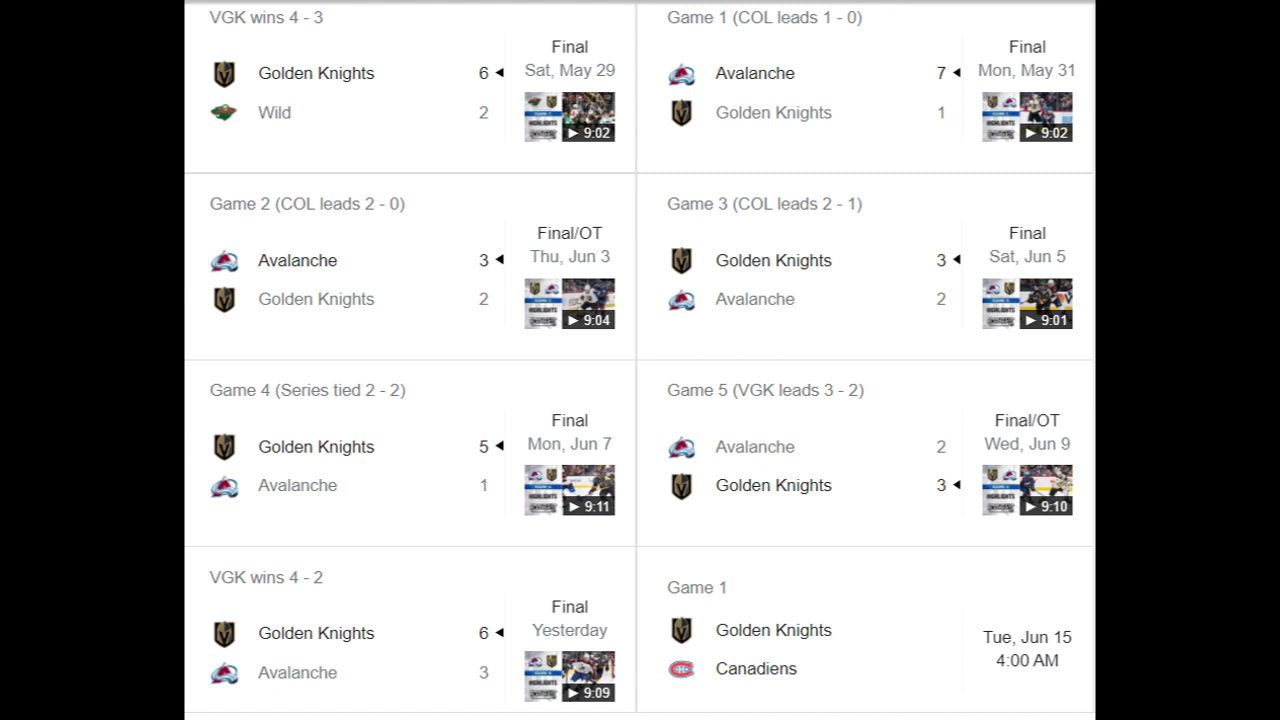 VGK wins 4 - 3
Final
Golden Knights 6
Sat, May 29
Wild 2
9:02
Game 1 (COL leads 1 - 0)
Final
Avalanche 7
Mon, May 31
Golden Knights 1
9:02
Game 2 (COL leads 2 - 0)
Final/OT
Avalanche 3
Thu, Jun 3
Golden Knights 2
9:04
Game 3 (COL leads 2 - 1)
Final
Golden Knights 3
Sat, Jun 5
Avalanche 2
9:01
Game 4 (Series tied 2 - 2)
Final
Golden Knights 5
Mon, Jun 7
Avalanche 1
9:11
Game 5 (VGK leads 3 - 2)
Final/OT
Avalanche 2
Wed, Jun 9
Golden Knights 3
9:10
VGK wins 4 - 2
Final
Golden Knights 6
Yesterday
Avalanche 3
9:09
Game 1
Golden Knights
Tue, Jun 15
Canadiens
4:00 AM